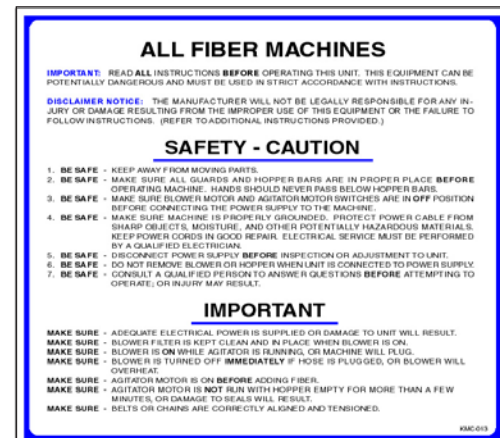 ALL FIBER MACHINES
IMPORTANT: READ ALL INSTRUCTIONS BEFORE OPERATING THIS UNIT. THIS EQUIPMENT CAN BE
POTENTIALLY DANGEROUS AND MUST BE USED IN STRICT ACCORDANCE WITH INSTRUCTIONS.
DISCLAIMER NOTICE: THE MANUFACTURER WILL NOT BE LEGALLY RESPONSIBLE FOR ANY IN-
JURY OR DAMAGE RESULTING FROM THE IMPROPER USE OF THIS EQUIPMENT OR THE FAILURE TO
FOLLOW INSTRUCTIONS. (REFER TO ADDITIONAL INSTRUCTIONS PROVIDED.)
SAFETY - CAUTION
1. BE SAFE - KEEP AWAY FROM MOVING PARTS.
2. BE SAFE - MAKE SURE ALL GUARDS AND HOPPER BARS ARE IN PROPER PLACE BEFORE
OPERATING MACHINE. HANDS SHOULD NEVER PASS BELOW HOPPER BARS.
3. BE SAFE - MAKE SURE BLOWER MOTOR AND AGITATOR MOTOR SWITCHES ARE IN OFF POSITION
BEFORE CONNECTING THE POWER SUPPLY TO THE MACHINE.
4. BE SAFE - MAKE SURE MACHINE IS PROPERLY GROUNDED. PROTECT POWER CABLE FROM
SHARP OBJECTS, MOISTURE, AND OTHER POTENTIALLY HAZARDOUS MATERIALS.
KEEP POWER CORDS IN GOOD REPAIR. ELECTRICAL SERVICE MUST BE PERFORMED
BY A QUALIFIED ELECTRICIAN.
5. BE SAFE - DISCONNECT POWER SUPPLY BEFORE INSPECTION OR ADJUSTMENT TO UNIT.
6. BE SAFE - DO NOT REMOVE BLOWER OR HOPPER WHEN UNIT IS CONNECTED TO POWER SUPPLY.
7. BE SAFE - CONSULT A QUALIFIED PERSON TO ANSWER QUESTIONS BEFORE ATTEMPTING TO
OPERATE; OR INJURY MAY RESULT.
IMPORTANT
MAKE SURE - ADEQUATE ELECTRICAL POWER IS SUPPLIED OR DAMAGE TO UNIT WILL RESULT.
MAKE SURE - BLOWER FILTER IS KEPT CLEAN AND IN PLACE WHEN BLOWER IS ON.
MAKE SURE - BLOWER IS ON WHILE AGITATOR IS RUNNING, OR MACHINE WILL PLUG.
MAKE SURE - BLOWER IS TURNED OFF IMMEDIATELY IF HOSE IS PLUGGED, OR BLOWER WILL
OVERHEAT.
MAKE SURE - AGITATOR MOTOR IS ON BEFORE ADDING FIBER.
MAKE SURE - AGITATOR MOTOR IS NOT RUN WITH HOPPER EMPTY FOR MORE THAN A FEW
MINUTES, OR DAMAGE TO SEALS WILL RESULT.
MAKE SURE - BELTS OR CHAINS ARE CORRECTLY ALIGNED AND TENSIONED.
KMC-013